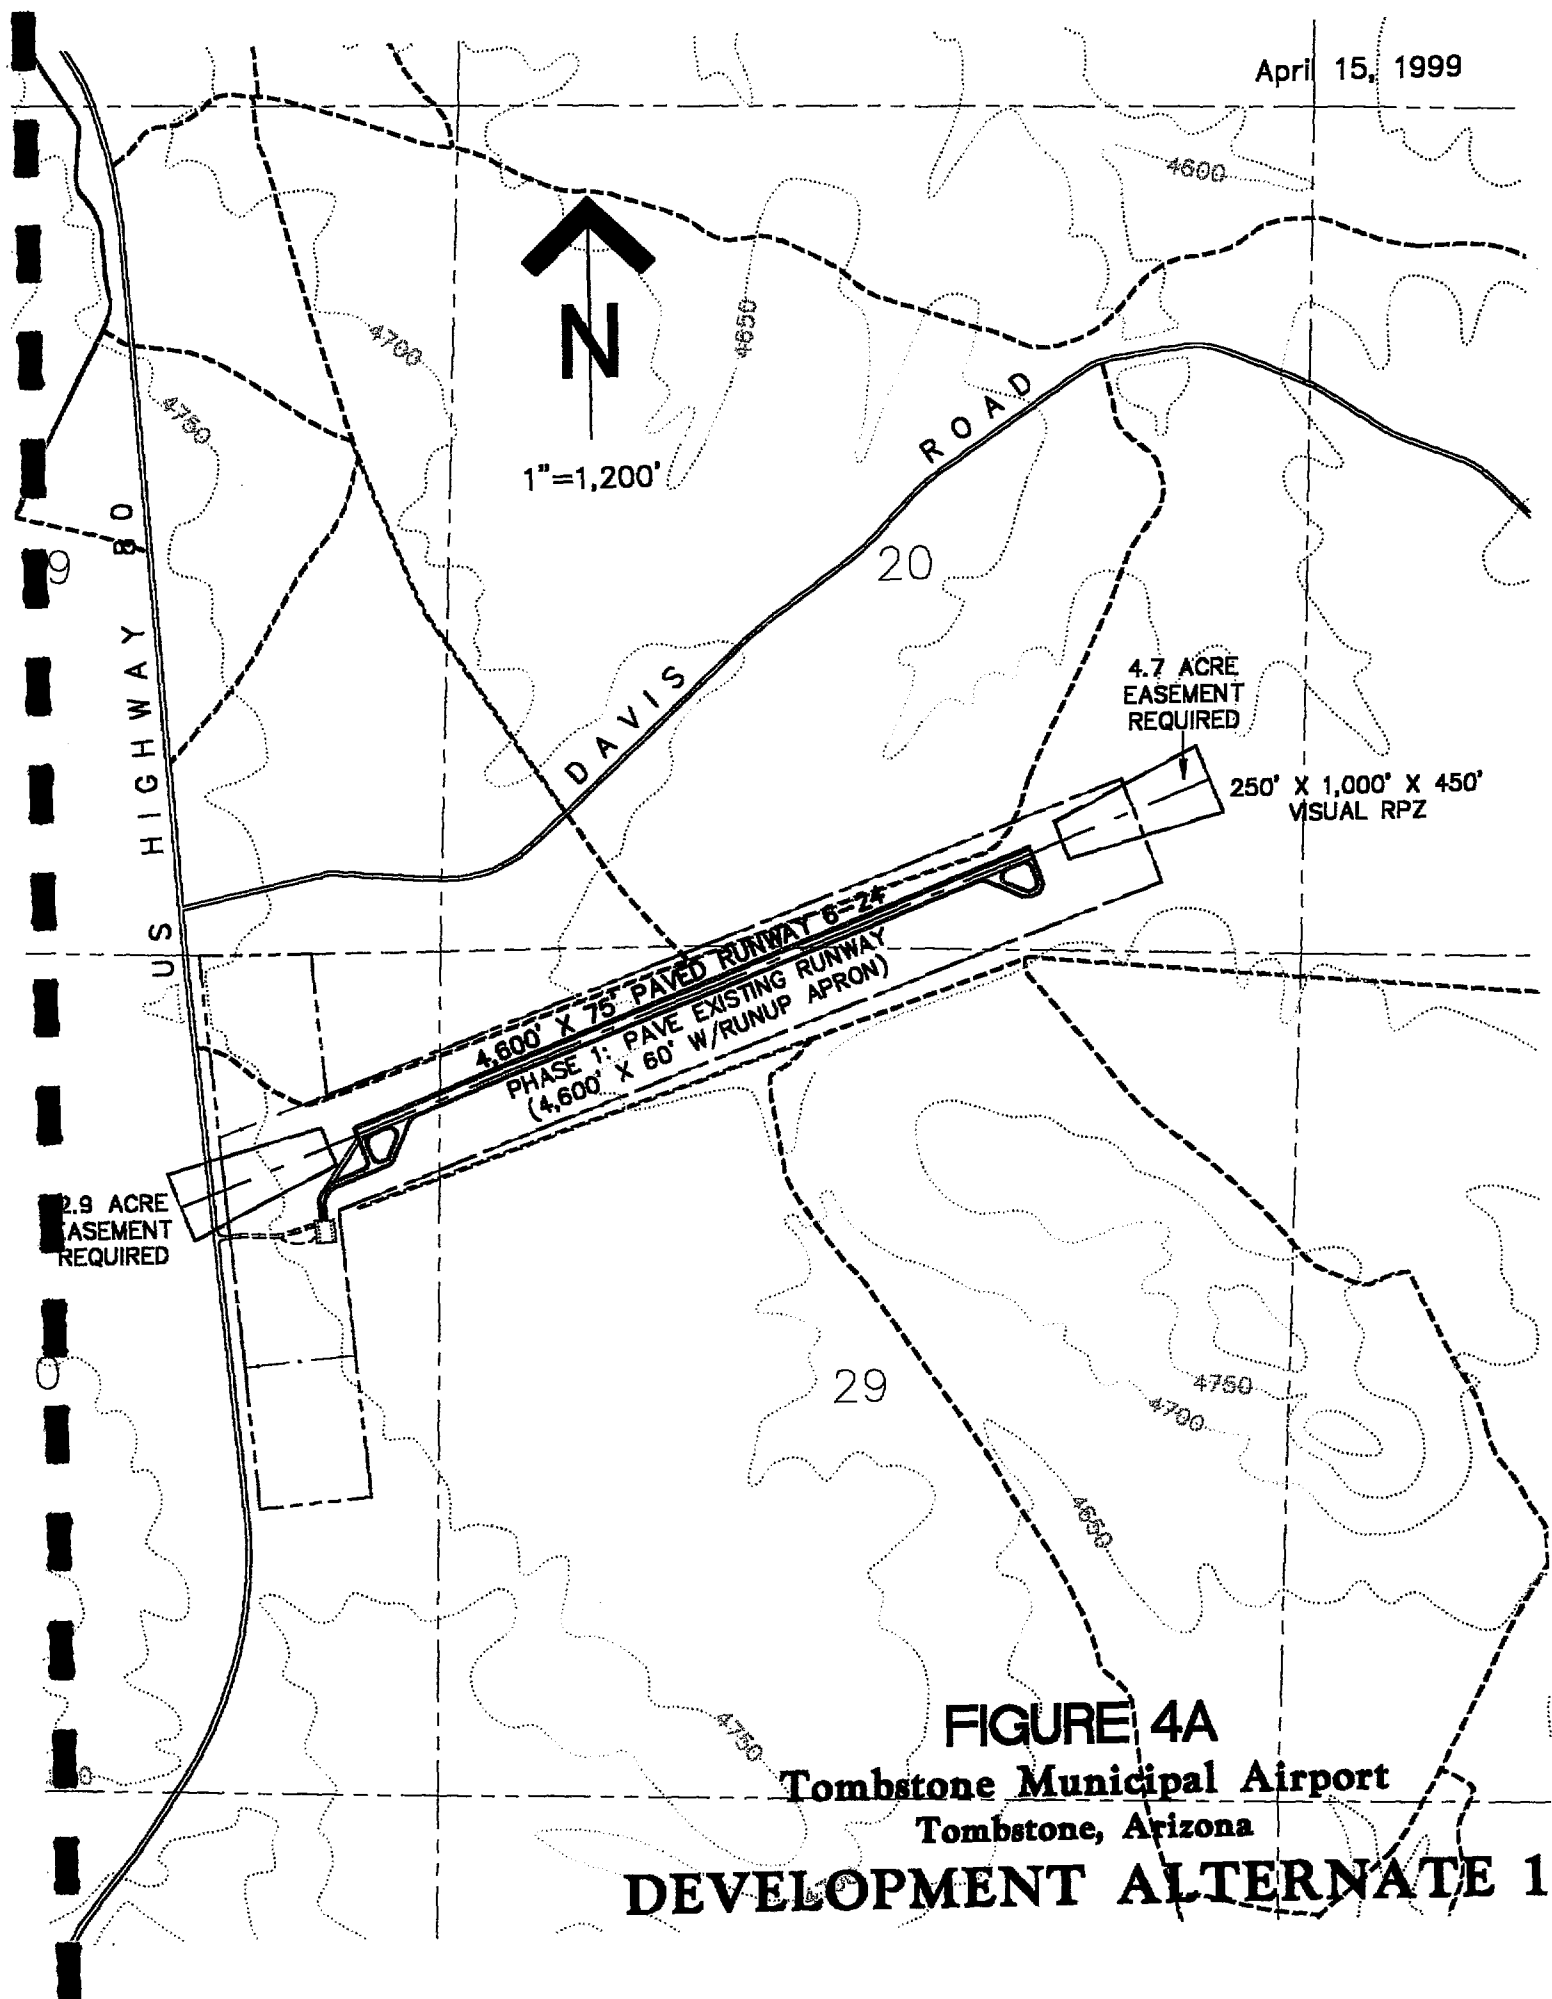 April 15, 1999
4600
4700
4650
4750
N
1"=1,200'
US HIGHWAY 80
DAVIS ROAD
9
20
4.7 ACRE
EASEMENT
REQUIRED
250' X 1,000' X 450'
VISUAL RPZ
4,600' X 75' PAVED RUNWAY 6-24
PHASE 1: PAVE EXISTING RUNWAY
(4,600' X 60' W/RUNUP APRON)
2.9 ACRE
EASEMENT
REQUIRED
0
29
4750
4700
4650
4750
FIGURE 4A
Tombstone Municipal Airport
Tombstone, Arizona
DEVELOPMENT ALTERNATE 1